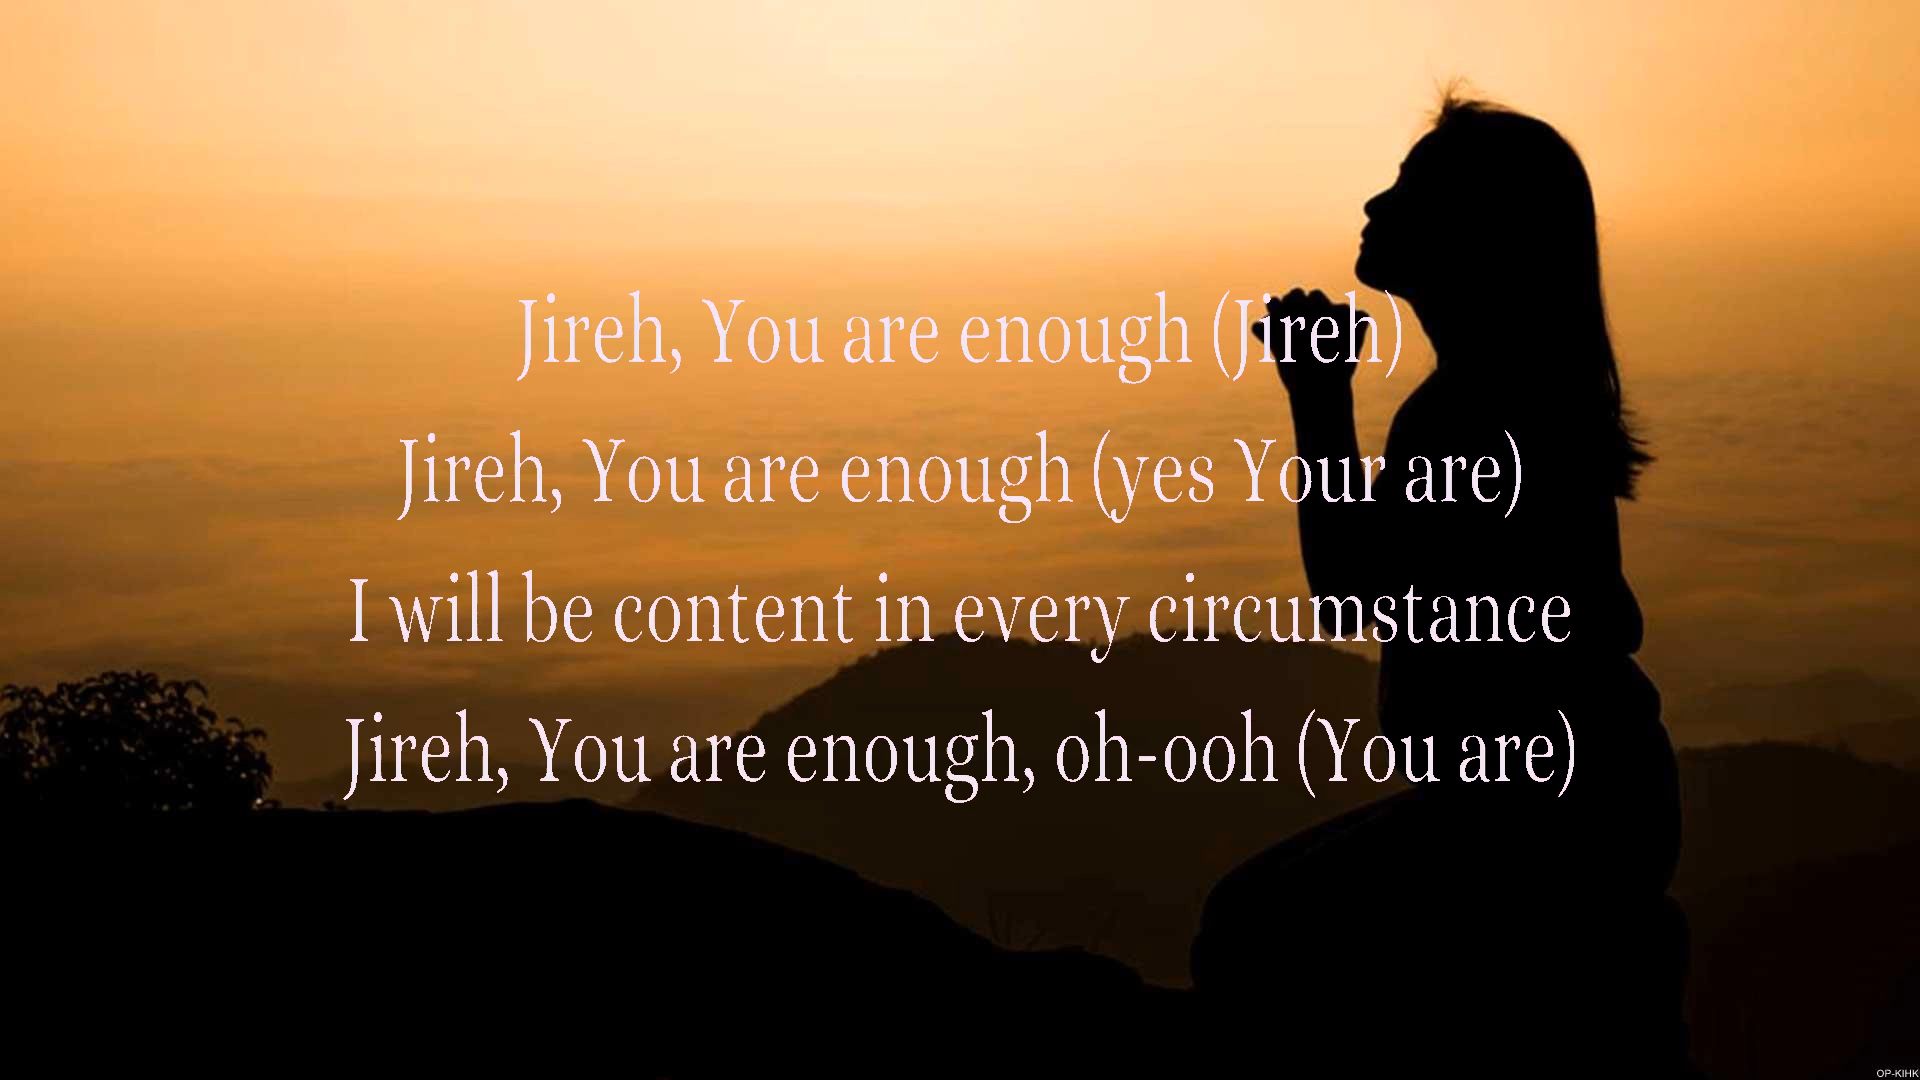 Jireh, You are enough (Jireh)
Jireh, You are enough (yes Your are)
I will be content in every circumstance
Jireh, You are enough, oh-ooh (You are)
OP-KIHK